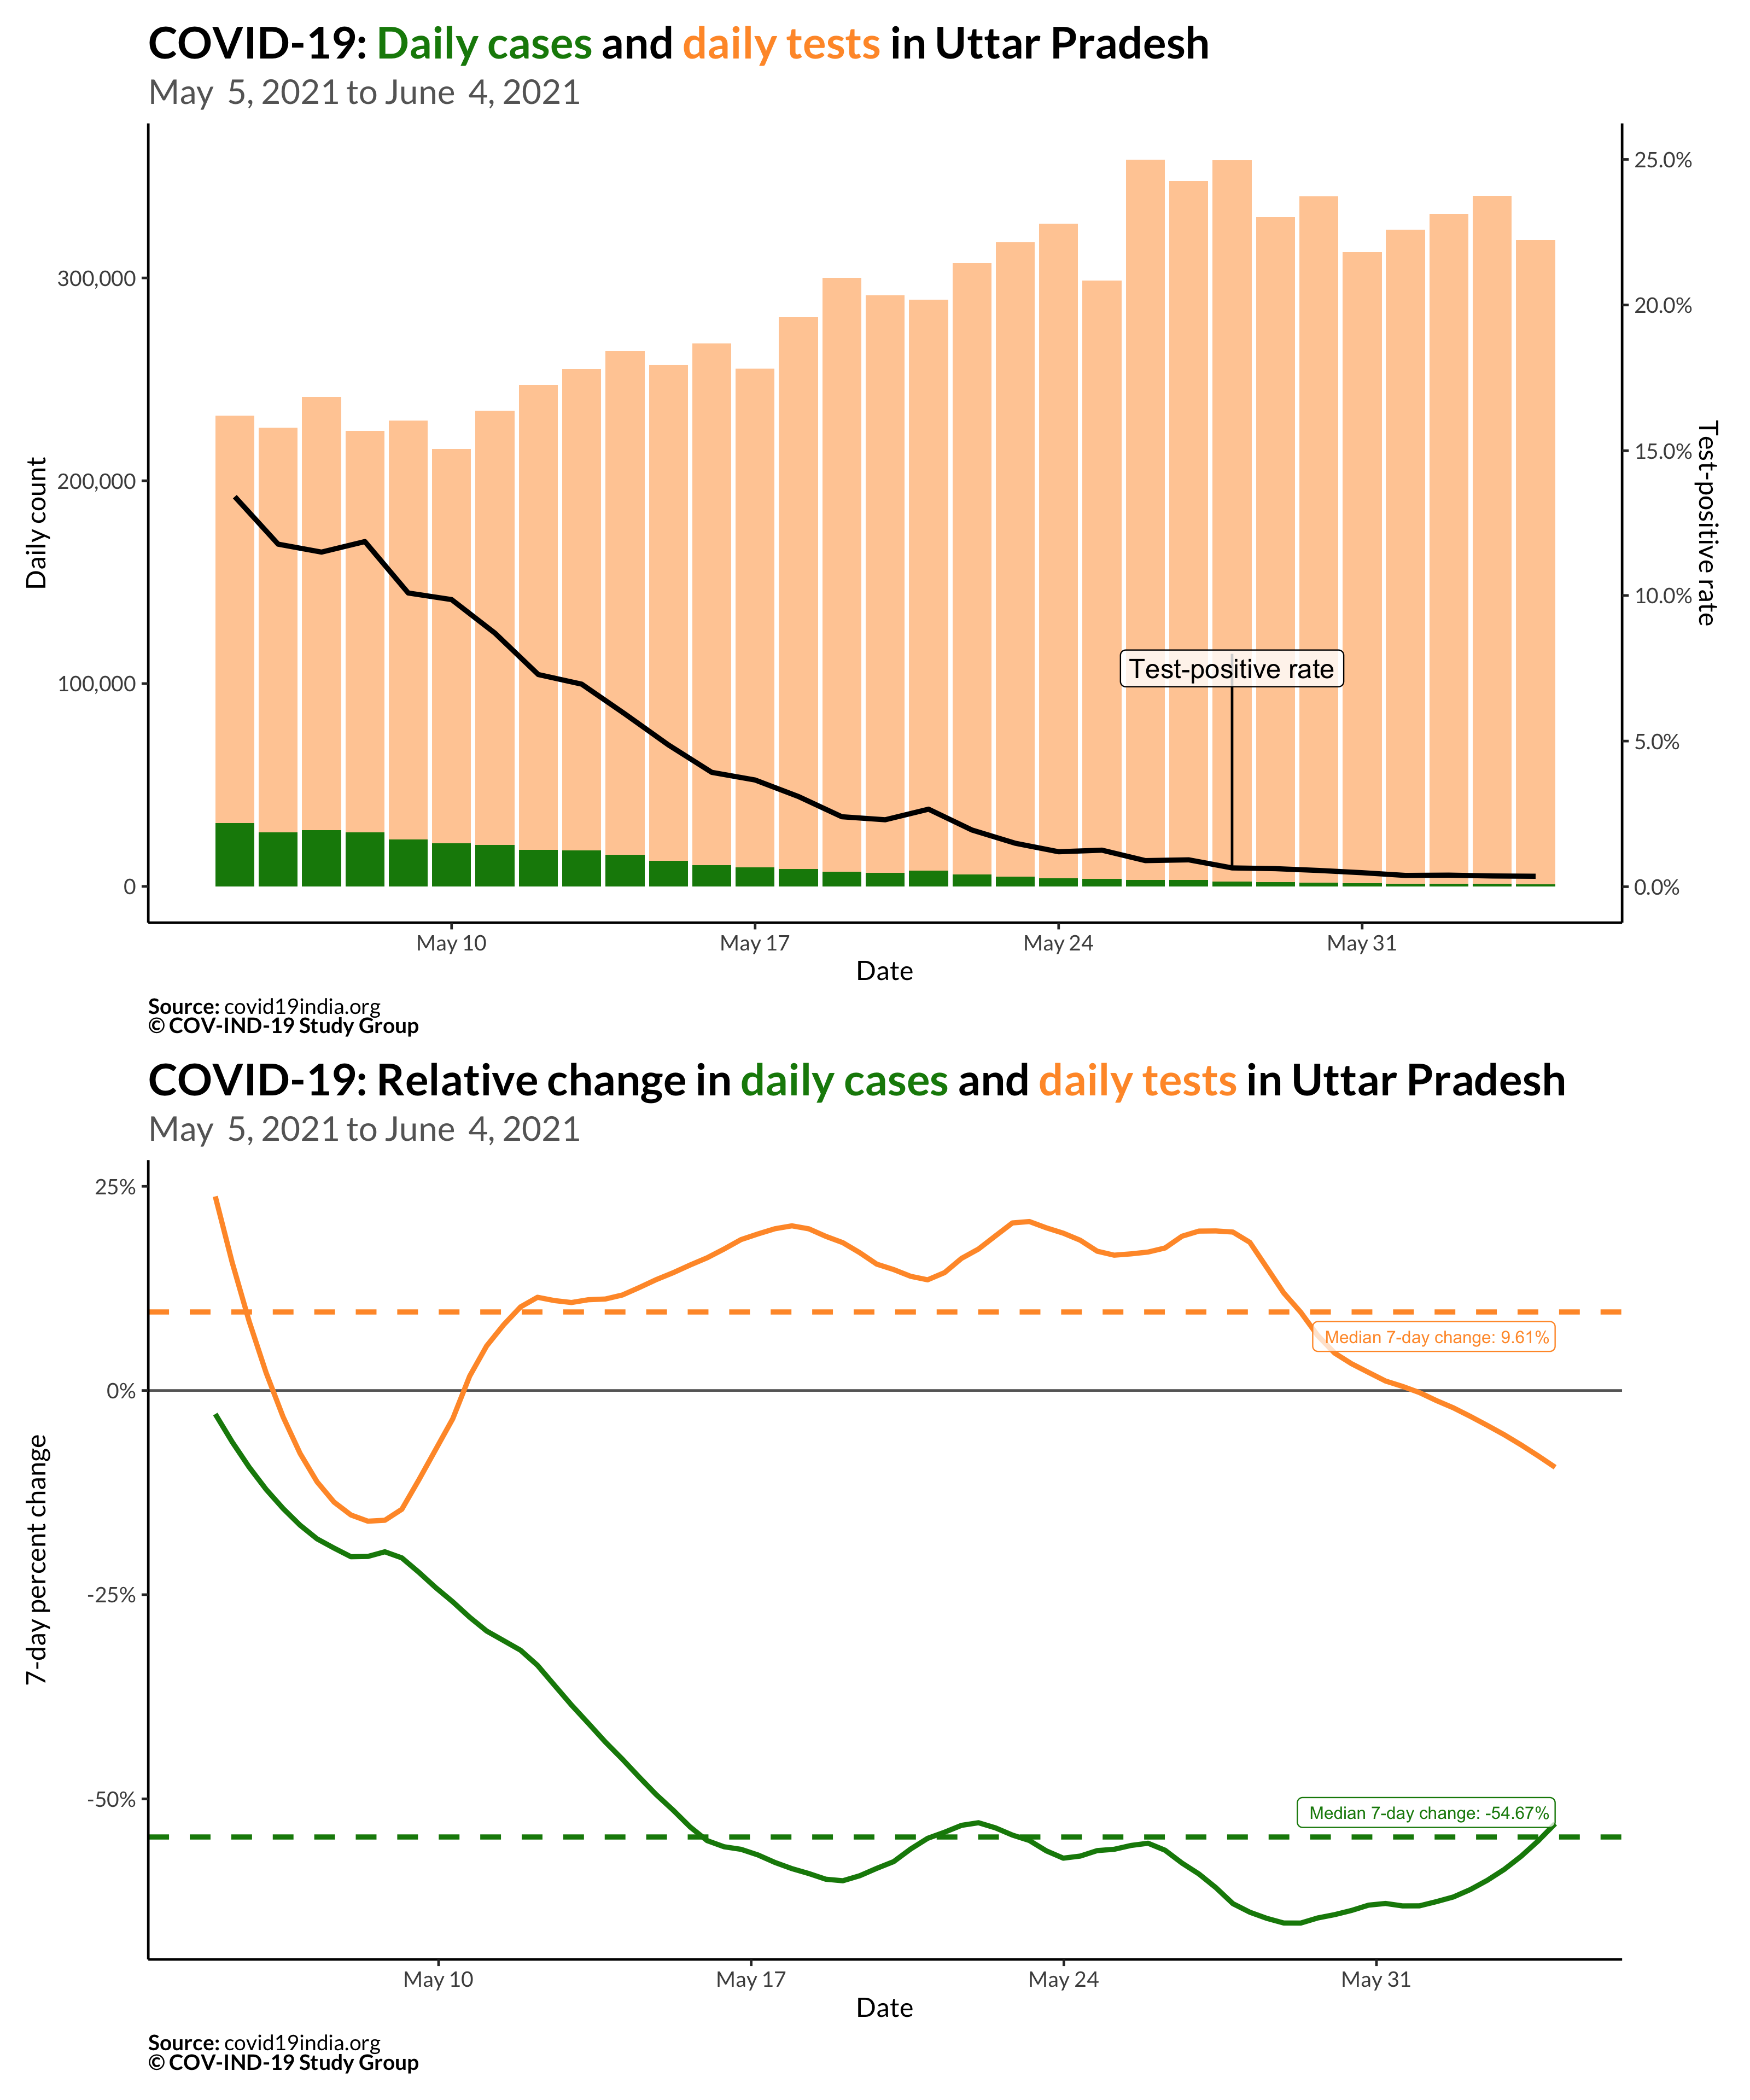 COVID-19: Daily cases and daily tests in Uttar Pradesh
May 5, 2021 to June 4, 2021
Daily count
300,000
200,000
100,000
0
25.0%
20.0%
15.0%
10.0%
5.0%
0.0%
Test-positive rate
Test-positive rate
May 10
May 17
May 24
May 31
Date
Source: covid19india.org
© COV-IND-19 Study Group
COVID-19: Relative change in daily cases and daily tests in Uttar Pradesh
May 5, 2021 to June 4, 2021
7-day percent change
25%
0%
-25%
-50%
Median 7-day change: 9.61%
Median 7-day change: -54.67%
May 10
May 17
May 24
May 31
Date
Source: covid19india.org
© COV-IND-19 Study Group